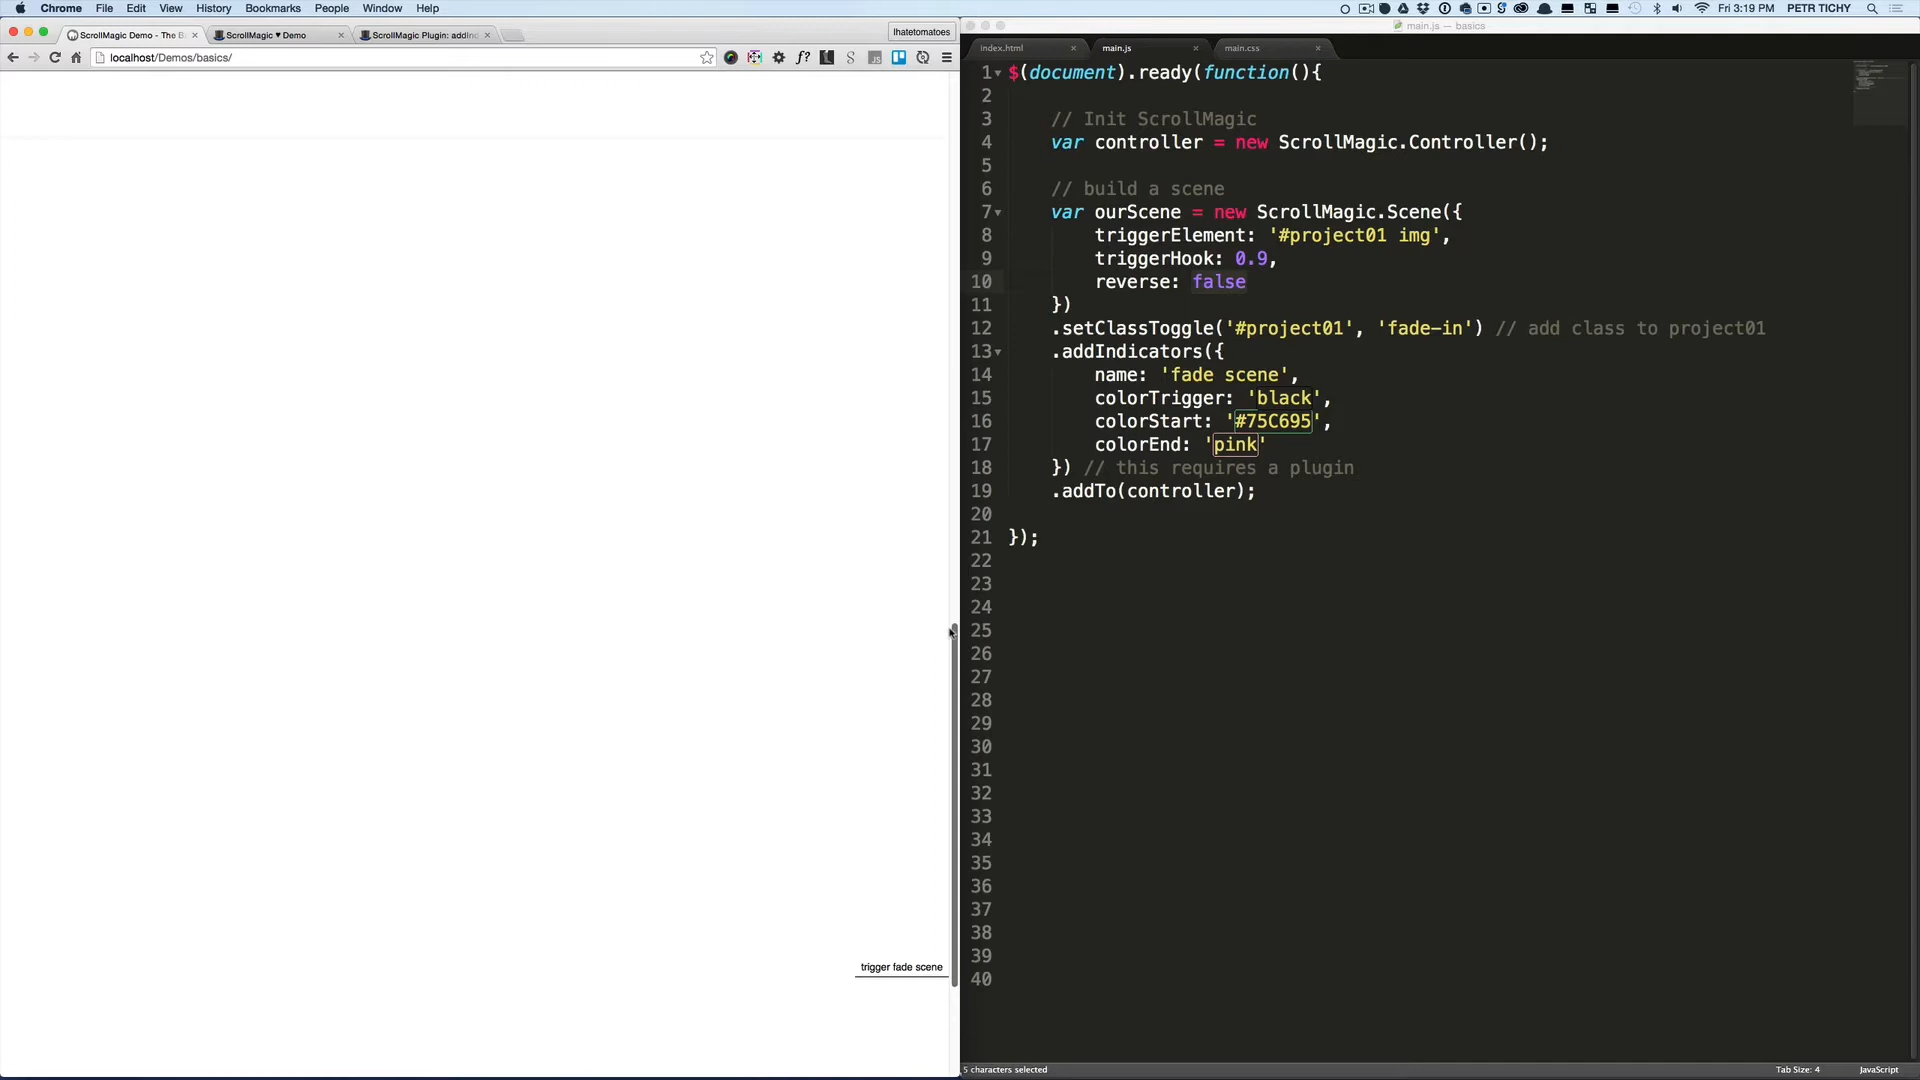 Chrome File Edit View History Bookmarks People Window Help
Fri 3:19 PM PETR TICHY
ScrollMagic Demo - The B
ScrollMagic ♥ Demo
ScrollMagic Plugin: addInd
Ihatetomatoes
localhost/Demos/basics/
trigger fade scene
main.js — basics
index.html
main.js
main.css
1 $(document).ready(function(){
2
3 // Init ScrollMagic
4 var controller = new ScrollMagic.Controller();
5
6 // build a scene
7 var ourScene = new ScrollMagic.Scene({
8 triggerElement: '#project01 img',
9 triggerHook: 0.9,
10 reverse: false
11 })
12 .setClassToggle('#project01', 'fade-in') // add class to project01
13 .addIndicators({
14 name: 'fade scene',
15 colorTrigger: 'black',
16 colorStart: '#75C695',
17 colorEnd: 'pink'
18 }) // this requires a plugin
19 .addTo(controller);
20
21 });
22
23
24
25
26
27
28
29
30
31
32
33
34
35
36
37
38
39
40
5 characters selected
Tab Size: 4
JavaScript